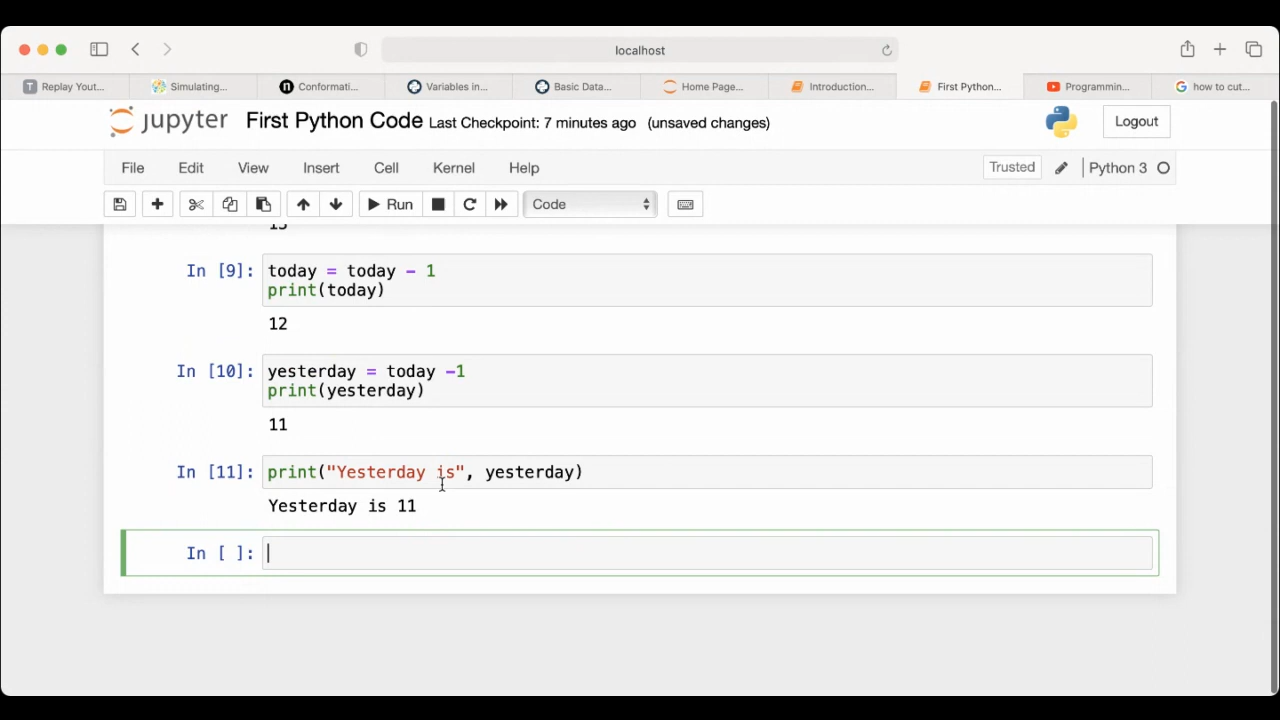 localhost
Replay Yout...
Simulating...
Conformati...
Variables in...
Basic Data...
Home Page...
Introduction...
First Python...
Programmin...
how to cut...
jupyter First Python Code Last Checkpoint: 7 minutes ago (unsaved changes)
Logout
File Edit View Insert Cell Kernel Help
Trusted
Python 3
Run
Code
In [9]: today = today - 1
print(today)
12
In [10]: yesterday = today -1
print(yesterday)
11
In [11]: print("Yesterday is", yesterday)
Yesterday is 11
In [ ]: